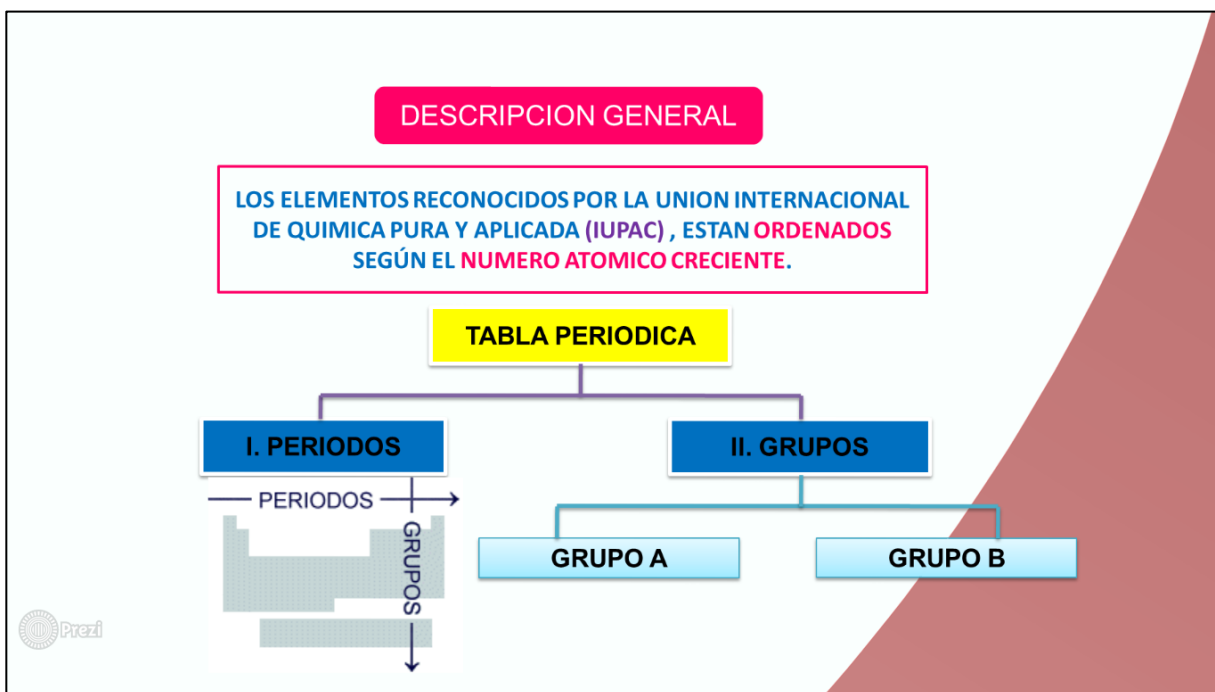 DESCRIPCION GENERAL
LOS ELEMENTOS RECONOCIDOS POR LA UNION INTERNACIONAL
DE QUIMICA PURA Y APLICADA (IUPAC) , ESTAN ORDENADOS
SEGÚN EL NUMERO ATOMICO CRECIENTE.
TABLA PERIODICA
I. PERIODOS
II. GRUPOS
PERIODOS
GRUPOS
GRUPO A
GRUPO B
Prezi